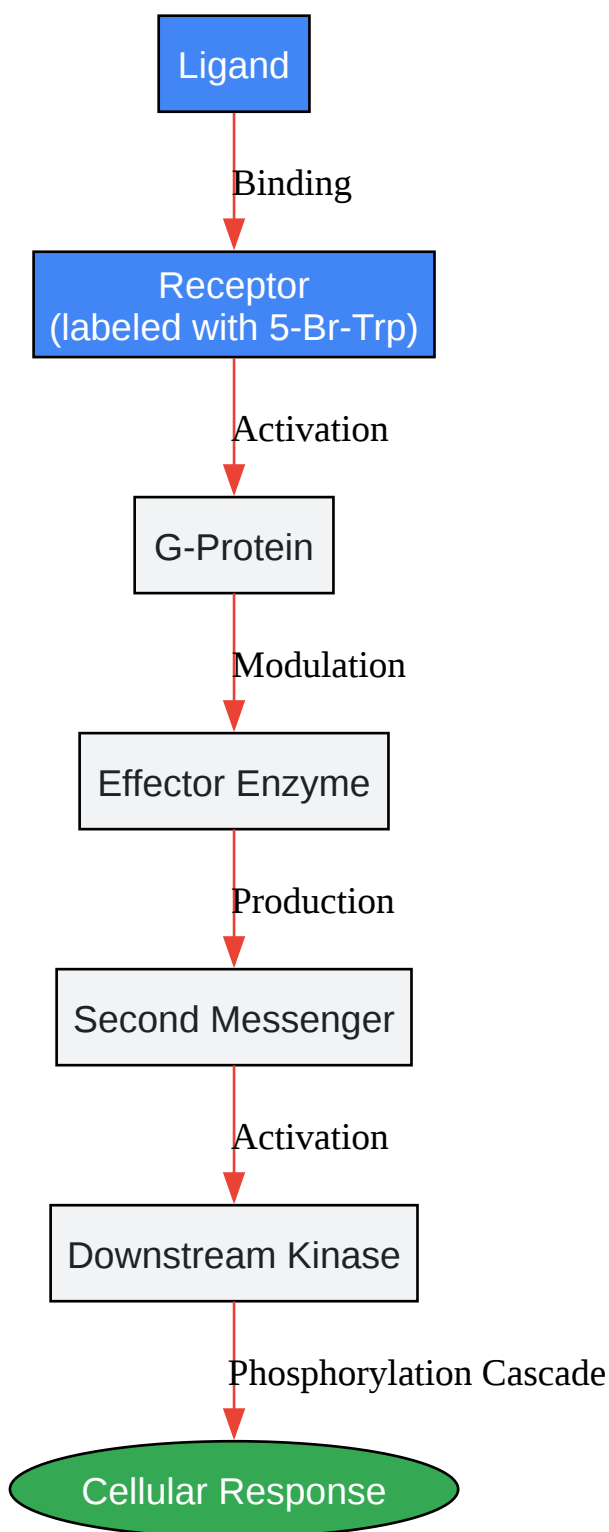 Ligand
Binding
Receptor
(labeled with 5-Br-Trp)
Activation
G-Protein
Modulation
Effector Enzyme
Production
Second Messenger
Activation
Downstream Kinase
Phosphorylation Cascade
Cellular Response